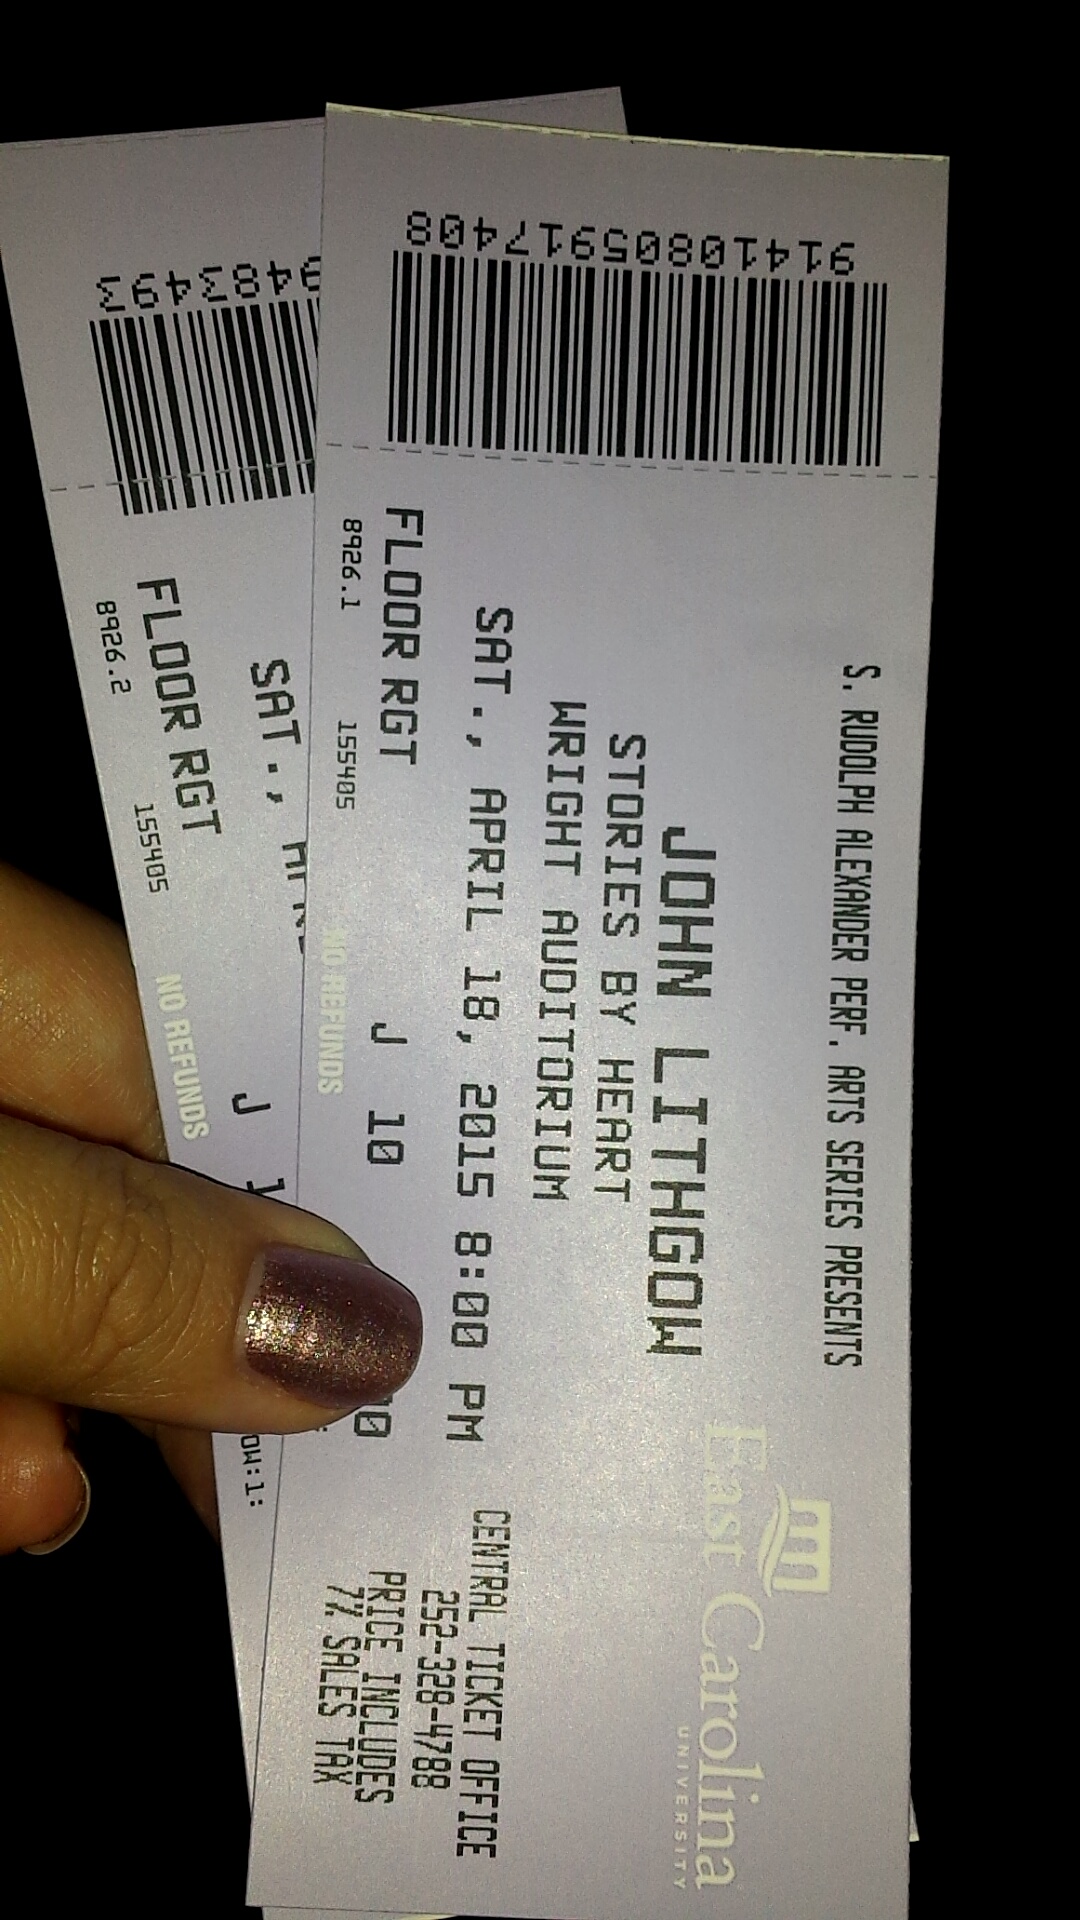 S. RUDOLPH ALEXANDER PERF. ARTS SERIES PRESENTS
East Carolina
UNIVERSITY
JOHN LITHGOW
STORIES BY HEART
WRIGHT AUDITORIUM
SAT., APRIL 18, 2015 8:00 PM
FLOOR RGT J 10
8926.1 155405
NO REFUNDS
CENTRAL TICKET OFFICE
252-328-4788
PRICE INCLUDES
7% SALES TAX
91410805917408
SAT.,
FLOOR RGT J
8926.2 155405
NO REFUNDS
9483493